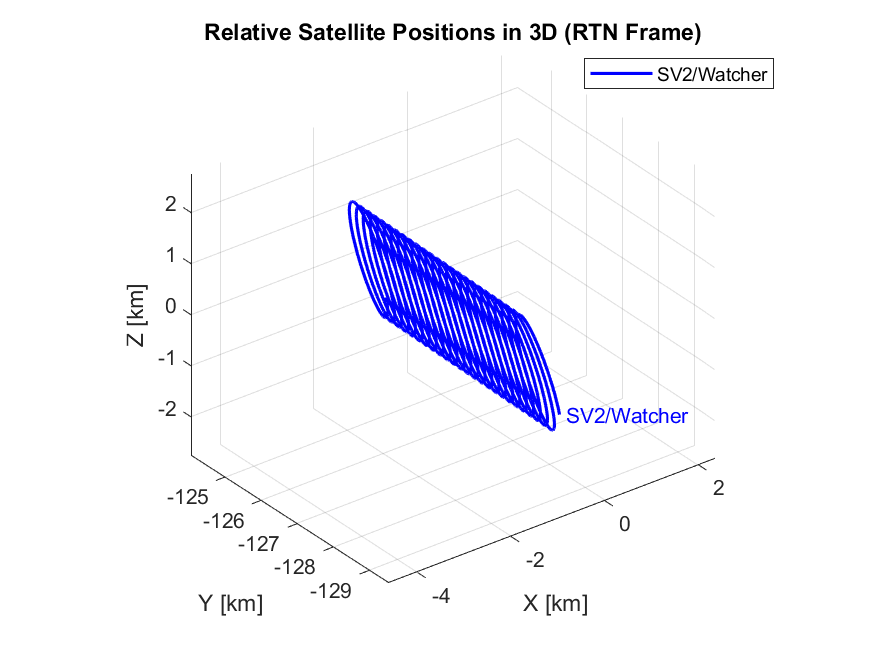 Relative Satellite Positions in 3D (RTN Frame)
SV2/Watcher
2
1
0
-1
-2
Z [km]
SV2/Watcher
-125
-126
-127
-128
-129
Y [km]
-4
-2
0
2
X [km]